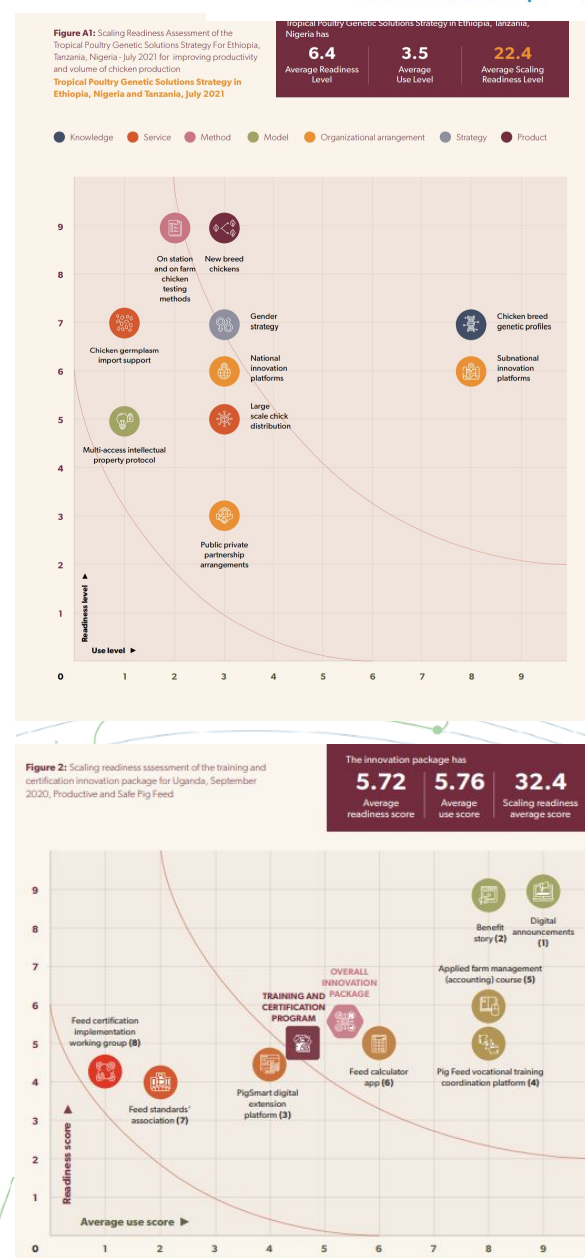 Figure A1: Scaling Readiness Assessment of the
Tropical Poultry Genetic Solutions Strategy For Ethiopia,
Tanzania, Nigeria - July 2021 for improving productivity
and volume of chicken production
Tropical Poultry Genetic Solutions Strategy in
Ethiopia, Nigeria and Tanzania, July 2021
Tropical Poultry Genetic Solutions Strategy in Ethiopia, Tanzania,
Nigeria has
6.4 3.5 22.4
Average Readiness Level
Average Use Level
Average Scaling Readiness Level
Knowledge Service Method Model Organizational arrangement Strategy Product
9
8
7
6
5
4
3
2
1
On station
and on farm
chicken
testing
methods
New breed
chickens
Chicken germplasm
import support
Gender
strategy
Chicken breed
genetic profiles
National
innovation
platforms
Subnational
innovation
platforms
Large
scale chick
distribution
Multi-access intellectual
property protocol
Public private
partnership
arrangements
Readiness level
Use level
0 1 2 3 4 5 6 7 8 9
Figure 2: Scaling readiness sssessment of the training and
certification innovation package for Uganda, September
2020, Productive and Safe Pig Feed
The innovation package has
5.72 5.76 32.4
Average readiness score
Average use score
Scaling readiness average score
9
8
7
6
5
4
3
2
1
Benefit
story (2)
Digital
announcements
(1)
Applied farm management
(accounting) course (5)
OVERALL
INNOVATION
PACKAGE
TRAINING AND
CERTIFICATION
PROGRAM
Feed certification
implementation
working group (8)
Feed standards'
association (7)
PigSmart digital
extension
platform (3)
Feed calculator
app (6)
Pig Feed vocational training
coordination platform (4)
Readiness score
Average use score
0 1 2 3 4 5 6 7 8 9